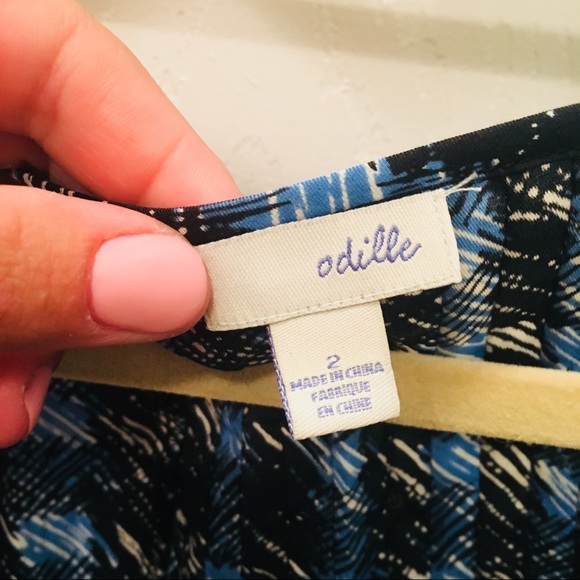 odille
2
MADE IN CHINA
FABRIQUE
EN CHINE